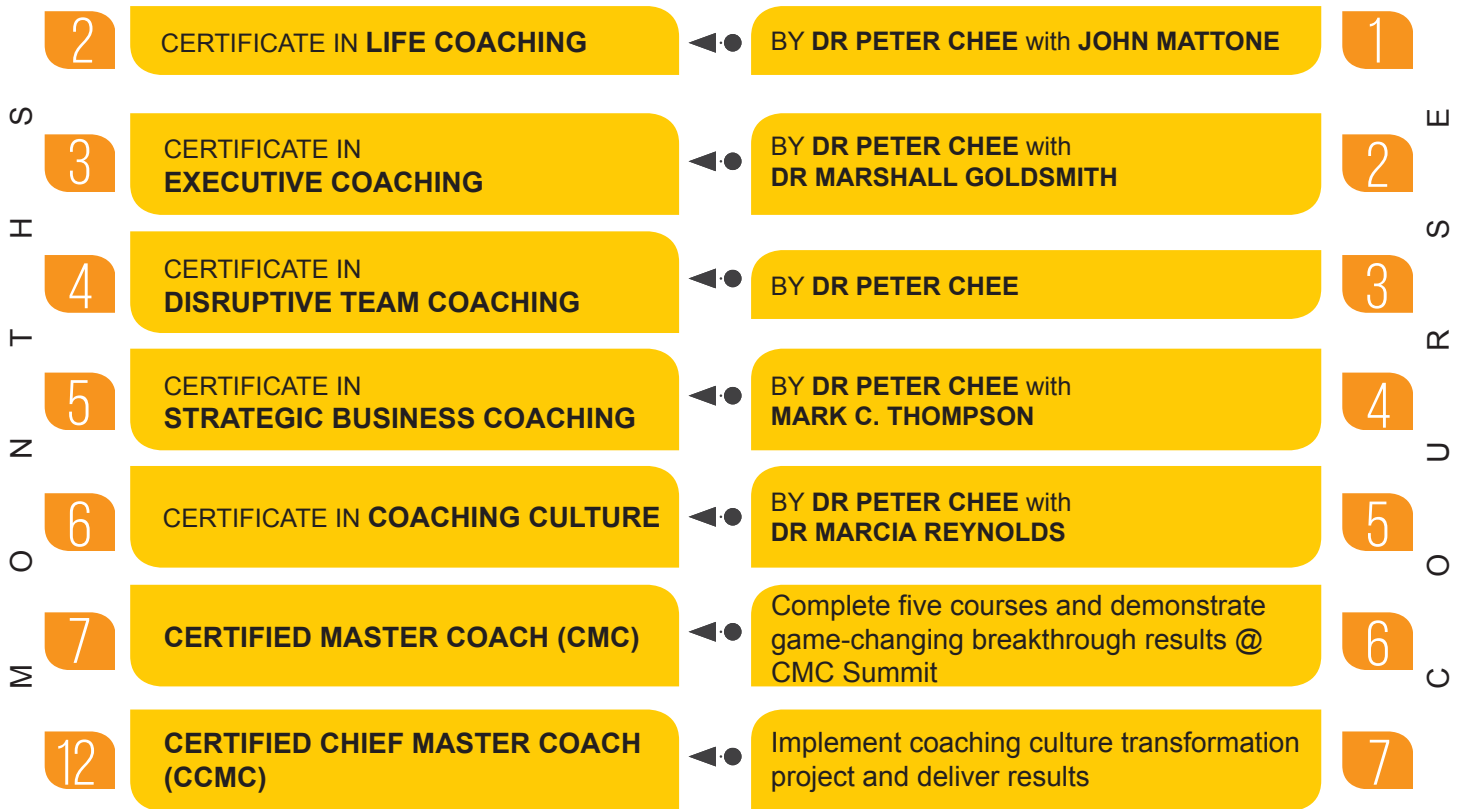 MONTHS
COURSE
2
CERTIFICATE IN LIFE COACHING
BY DR PETER CHEE with JOHN MATTONE
1
3
CERTIFICATE IN
EXECUTIVE COACHING
BY DR PETER CHEE with
DR MARSHALL GOLDSMITH
2
4
CERTIFICATE IN
DISRUPTIVE TEAM COACHING
BY DR PETER CHEE
3
5
CERTIFICATE IN
STRATEGIC BUSINESS COACHING
BY DR PETER CHEE with
MARK C. THOMPSON
4
6
CERTIFICATE IN COACHING CULTURE
BY DR PETER CHEE with
DR MARCIA REYNOLDS
5
7
CERTIFIED MASTER COACH (CMC)
Complete five courses and demonstrate
game-changing breakthrough results @
CMC Summit
6
12
CERTIFIED CHIEF MASTER COACH
(CCMC)
Implement coaching culture transformation
project and deliver results
7